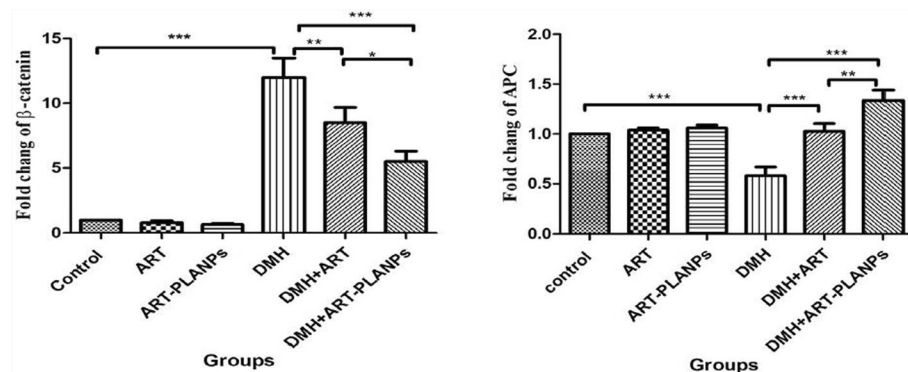 Fold chang of β-catenin
15
10
5
0
***
***
**
*
Control
ART
ART-PLANPs
DMH
DMH+ART
DMH+ART-PLANPs
Groups
Fold chang of APC
2.0
1.5
1.0
0.5
0.0
***
***
***
**
control
ART
ART-PLANPs
DMH
DMH+ART
DMH+ART-PLANPs
Groups